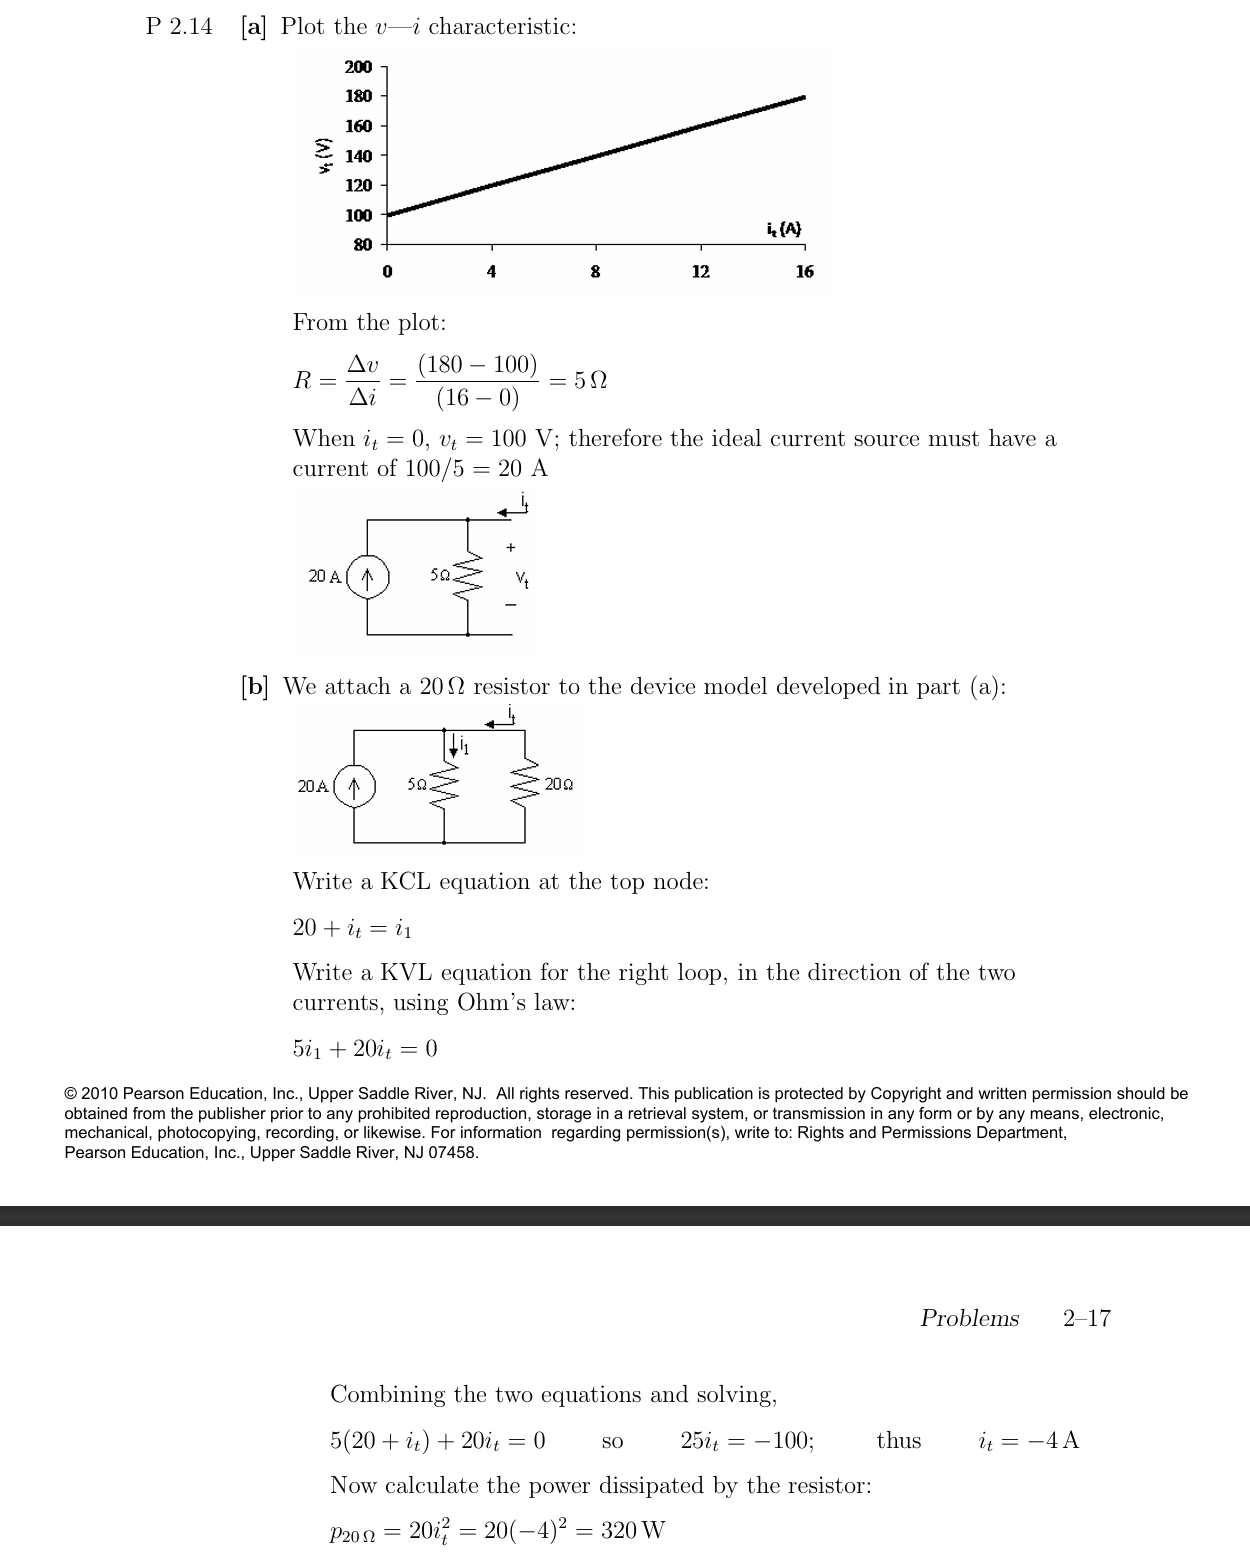 P 2.14 [a] Plot the v—i characteristic:
200
180
160
140
120
100
80
vt (V)
it (A)
0 4 8 12 16
From the plot:
R = Δv/Δi = (180 − 100)/(16 − 0) = 5 Ω
When it = 0, vt = 100 V; therefore the ideal current source must have a
current of 100/5 = 20 A
it
+
20 A 5Ω vt
−
[b] We attach a 20 Ω resistor to the device model developed in part (a):
it
i1
20 A 5Ω 20Ω
Write a KCL equation at the top node:
20 + it = i1
Write a KVL equation for the right loop, in the direction of the two
currents, using Ohm's law:
5i1 + 20it = 0
© 2010 Pearson Education, Inc., Upper Saddle River, NJ. All rights reserved. This publication is protected by Copyright and written permission should be
obtained from the publisher prior to any prohibited reproduction, storage in a retrieval system, or transmission in any form or by any means, electronic,
mechanical, photocopying, recording, or likewise. For information regarding permission(s), write to: Rights and Permissions Department,
Pearson Education, Inc., Upper Saddle River, NJ 07458.
Problems 2–17
Combining the two equations and solving,
5(20 + it) + 20it = 0 so 25it = −100; thus it = −4 A
Now calculate the power dissipated by the resistor:
p20 Ω = 20it² = 20(−4)² = 320 W